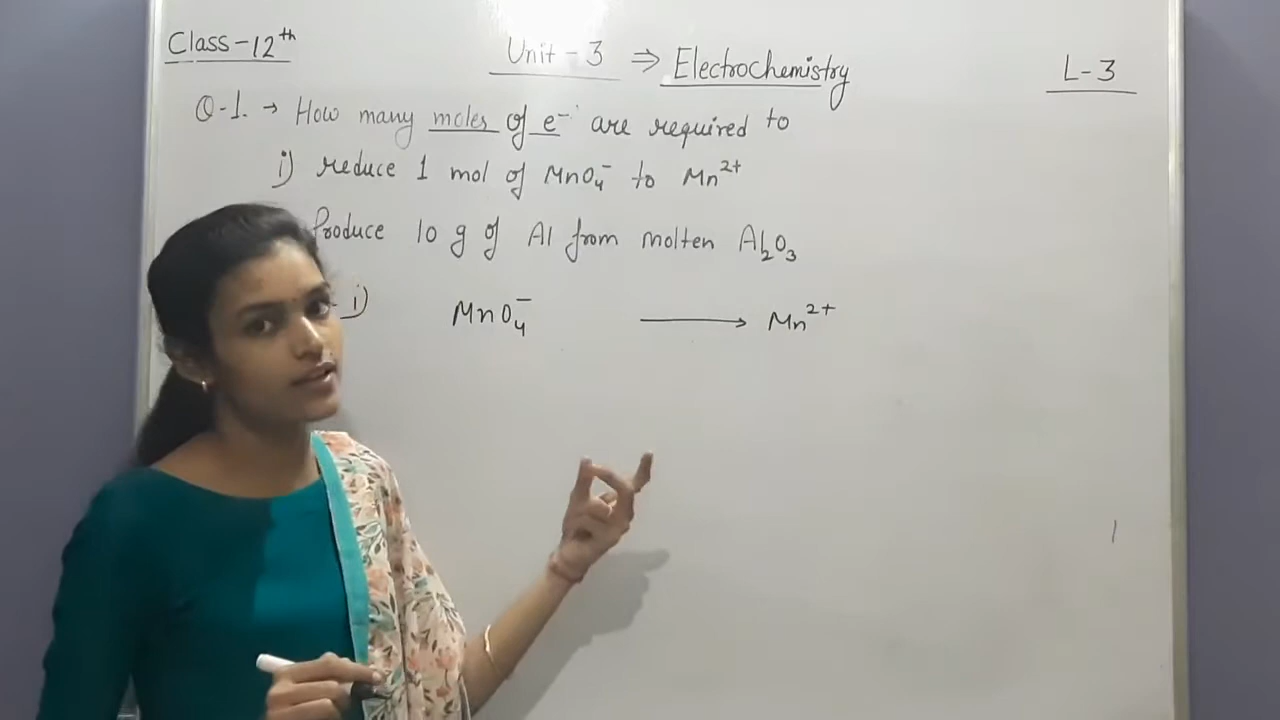 Class-12th
Unit - 3 ⇒ Electrochemistry
L-3
Q-1. → How many moles of e⁻ are required to
i) reduce 1 mol of MnO₄⁻ to Mn²⁺
Produce 10 g of Al from molten Al₂O₃
i) MnO₄⁻ ⟶ Mn²⁺